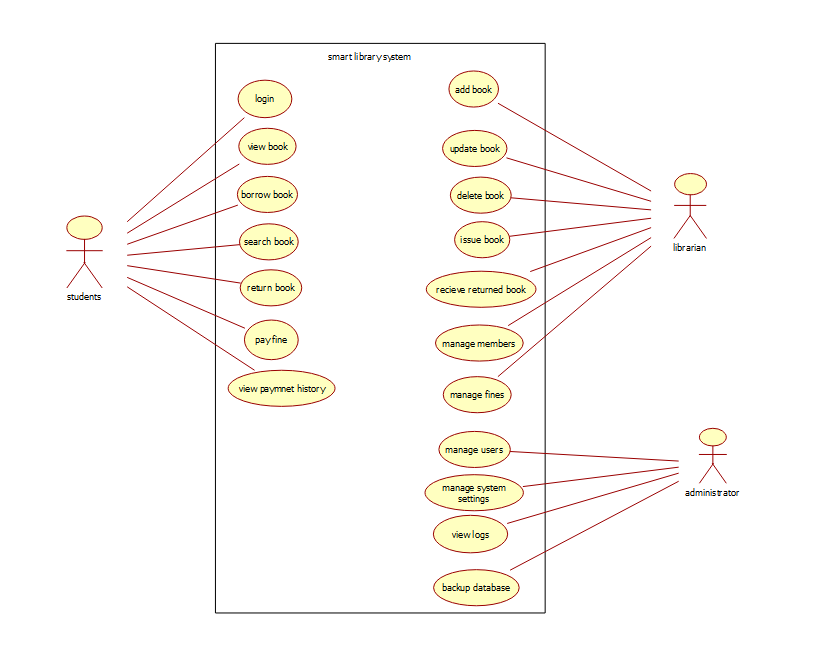 smart library system
login
view book
borrow book
search book
return book
pay fine
view paymnet history
add book
update book
delete book
issue book
recieve returned book
manage members
manage fines
manage users
manage system
settings
view logs
backup database
students
librarian
administrator